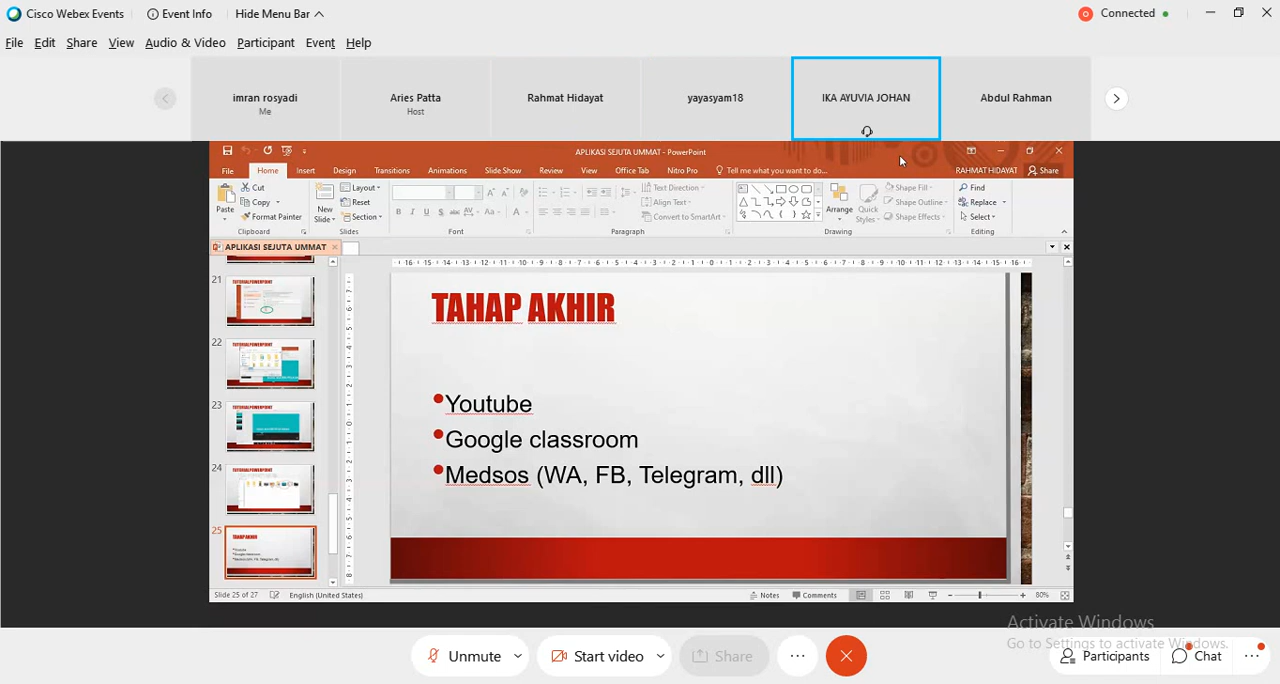 Cisco Webex Events
Event Info
Hide Menu Bar
Connected
File Edit Share View Audio & Video Participant Event Help
imran rosyadi
Me
Aries Patta
Host
Rahmat Hidayat
yayasyam18
IKA AYUVIA JOHAN
Abdul Rahman
APLIKASI SEJUTA UMMAT - PowerPoint
File Home Insert Design Transitions Animations Slide Show Review View Office Tab Nitro Pro Tell me what you want to do...
RAHMAT HIDAYAT Share
Paste
Cut
Copy
Format Painter
Clipboard
New Slide
Layout
Reset
Section
Slides
Font
Text Direction
Align Text
Convert to SmartArt
Paragraph
Arrange
Quick Styles
Shape Fill
Shape Outline
Shape Effects
Drawing
Find
Replace
Select
Editing
APLIKASI SEJUTA UMMAT
21
22
23
24
25
TAHAP AKHIR
•Youtube
•Google classroom
•Medsos (WA, FB, Telegram, dll)
Slide 25 of 27
English (United States)
Notes
Comments
80%
Activate Windows
Go to Settings to activate Windows.
Unmute
Start video
Share
Participants
Chat